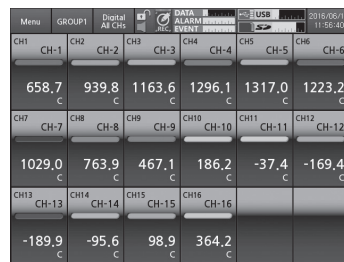 Menu GROUP1 Digital All CHs REC. DATA ALARM EVENT USB SD 2016/06/1
11:56:40
CH1 CH2 CH3 CH4 CH5 CH6
CH-1 CH-2 CH-3 CH-4 CH-5 CH-6
658.7 939.8 1163.6 1296.1 1317.0 1223.2
C C C C C C
CH7 CH8 CH9 CH10 CH11 CH12
CH-7 CH-8 CH-9 CH-10 CH-11 CH-12
1029.0 763.9 467.1 186.2 -37.4 -169.4
C C C C C C
CH13 CH14 CH15 CH16
CH-13 CH-14 CH-15 CH-16
-189.9 -95.6 98.9 364.2
C C C C